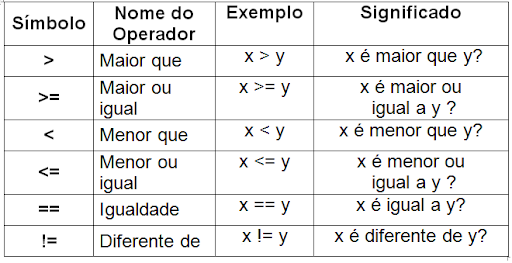 Símbolo Nome do Operador Exemplo Significado
> Maior que x > y x é maior que y?
>= Maior ou igual x >= y x é maior ou igual a y ?
< Menor que x < y x é menor que y?
<= Menor ou igual x <= y x é menor ou igual a y ?
== Igualdade x == y x é igual a y?
!= Diferente de x != y x é diferente de y?